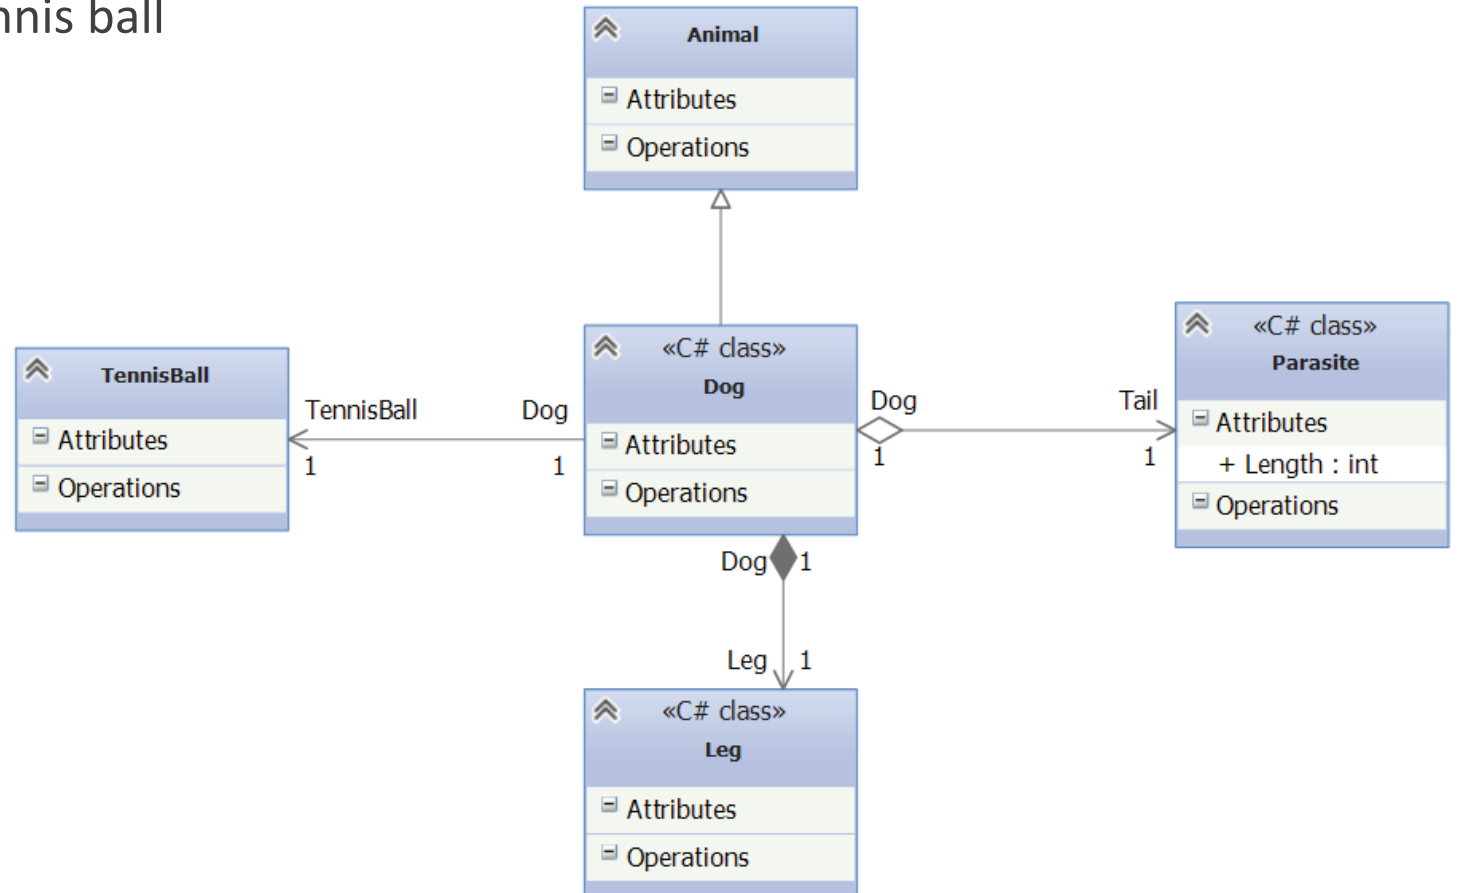 nnis ball
Animal
Attributes
Operations
«C# class»
Dog
Attributes
Operations
TennisBall
Attributes
Operations
TennisBall
1
Dog
1
Dog
1
Tail
1
«C# class»
Parasite
Attributes
+ Length : int
Operations
Dog 1
Leg 1
«C# class»
Leg
Attributes
Operations